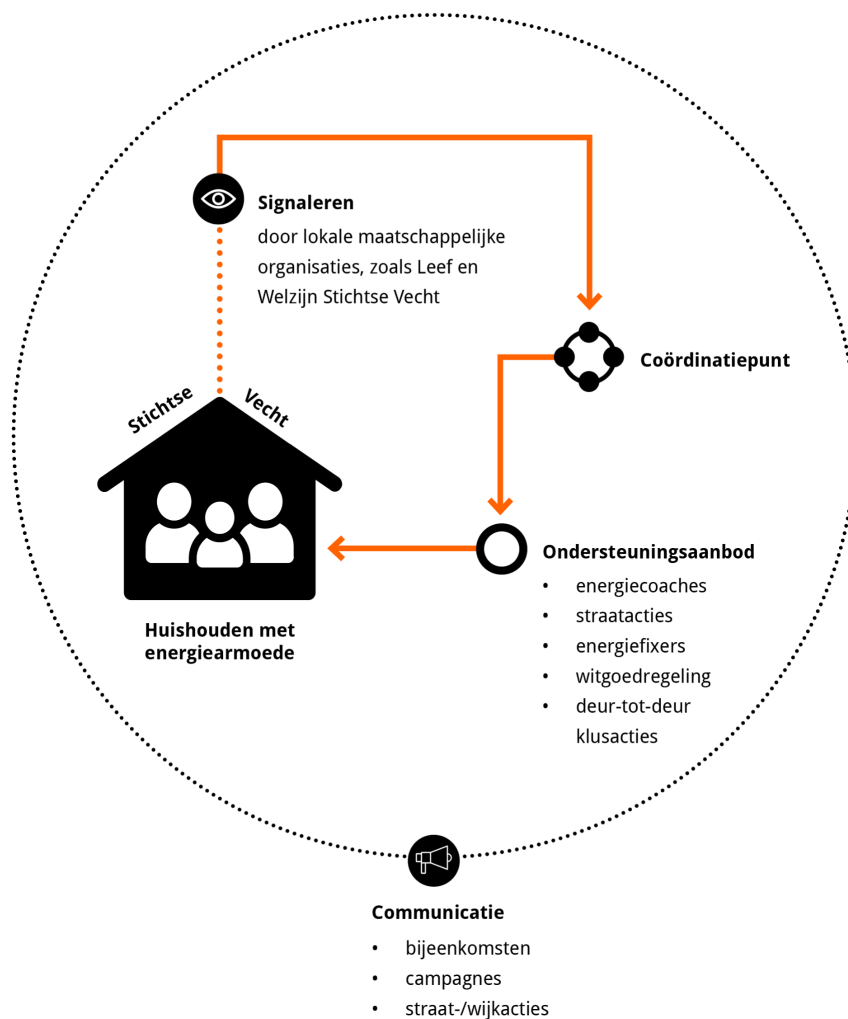 Signaleren
door lokale maatschappelijke
organisaties, zoals Leef en
Welzijn Stichtse Vecht
Coördinatiepunt
Stichtse Vecht
Huishouden met
energiearmoede
Ondersteuningsaanbod
• energiecoaches
• straatacties
• energiefixers
• witgoedregeling
• deur-tot-deur
klusacties
Communicatie
• bijeenkomsten
• campagnes
• straat-/wijkacties